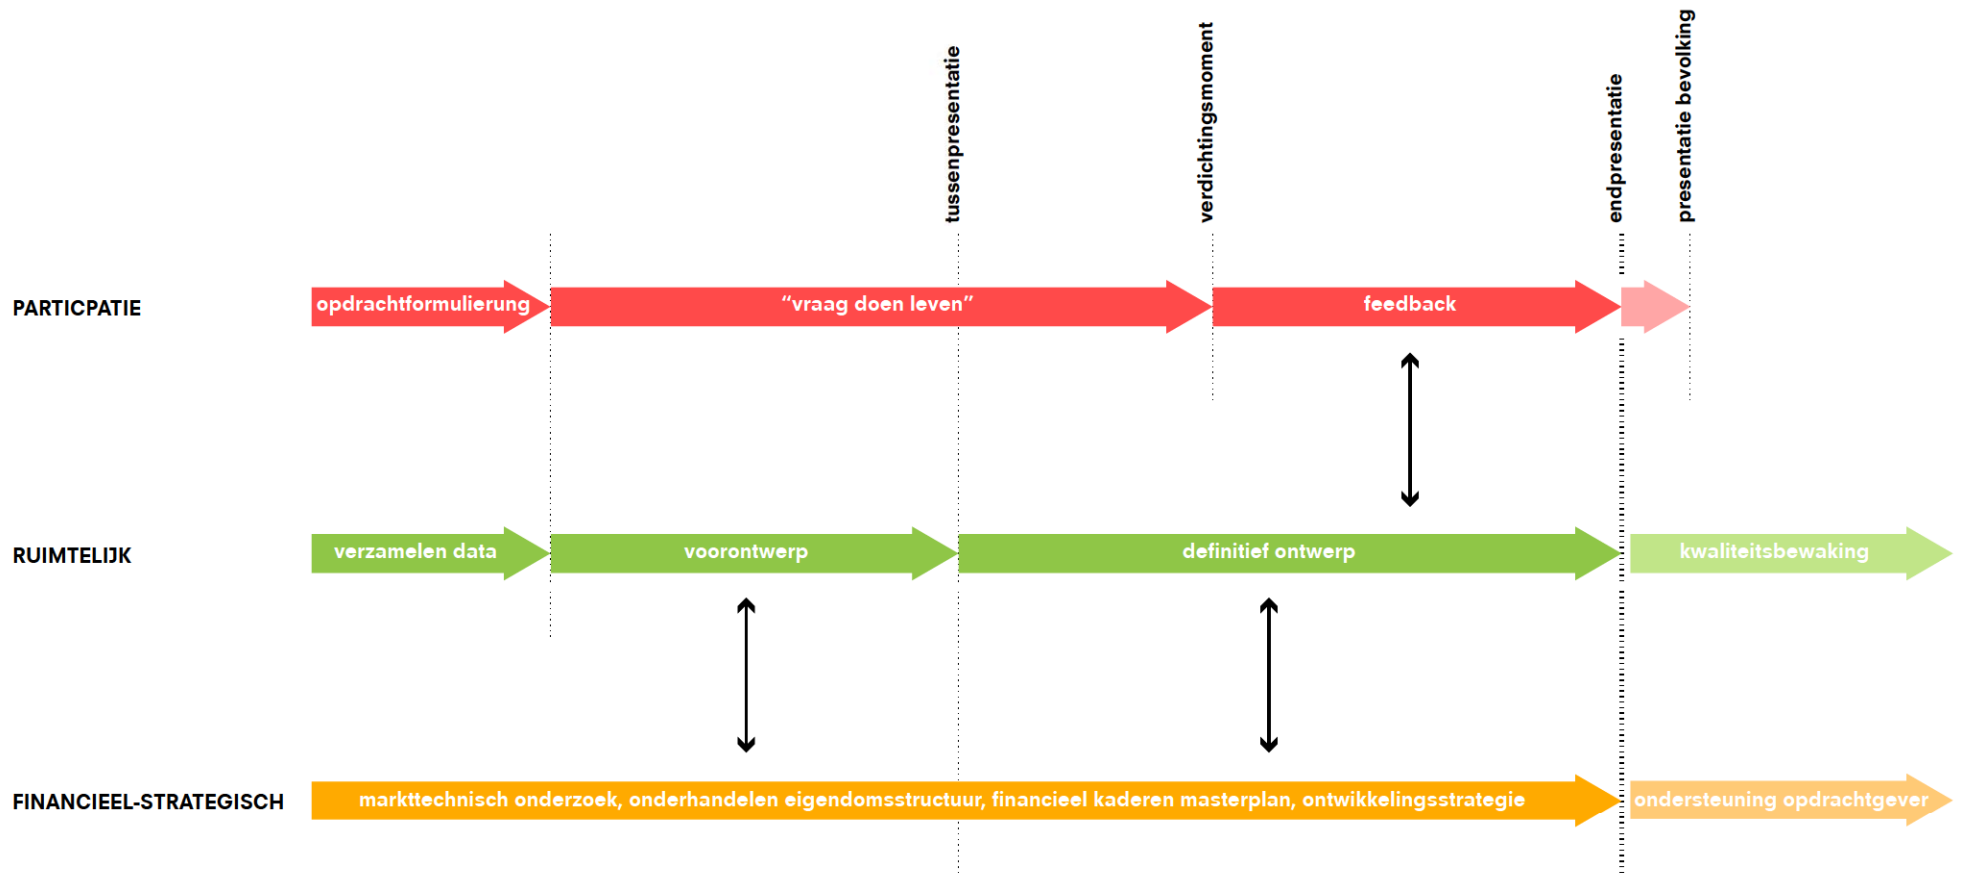 tussenpresentatie
verdichtingsmoment
endpresentatie
presentatie bevolking
PARTICPATIE
opdrachtformulierung
“vraag doen leven”
feedback
RUIMTELIJK
verzamelen data
voorontwerp
definitief ontwerp
kwaliteitsbewaking
FINANCIEEL-STRATEGISCH
markttechnisch onderzoek, onderhandelen eigendomsstructuur, financieel kaderen masterplan, ontwikkelingsstrategie
ondersteuning opdrachtgever